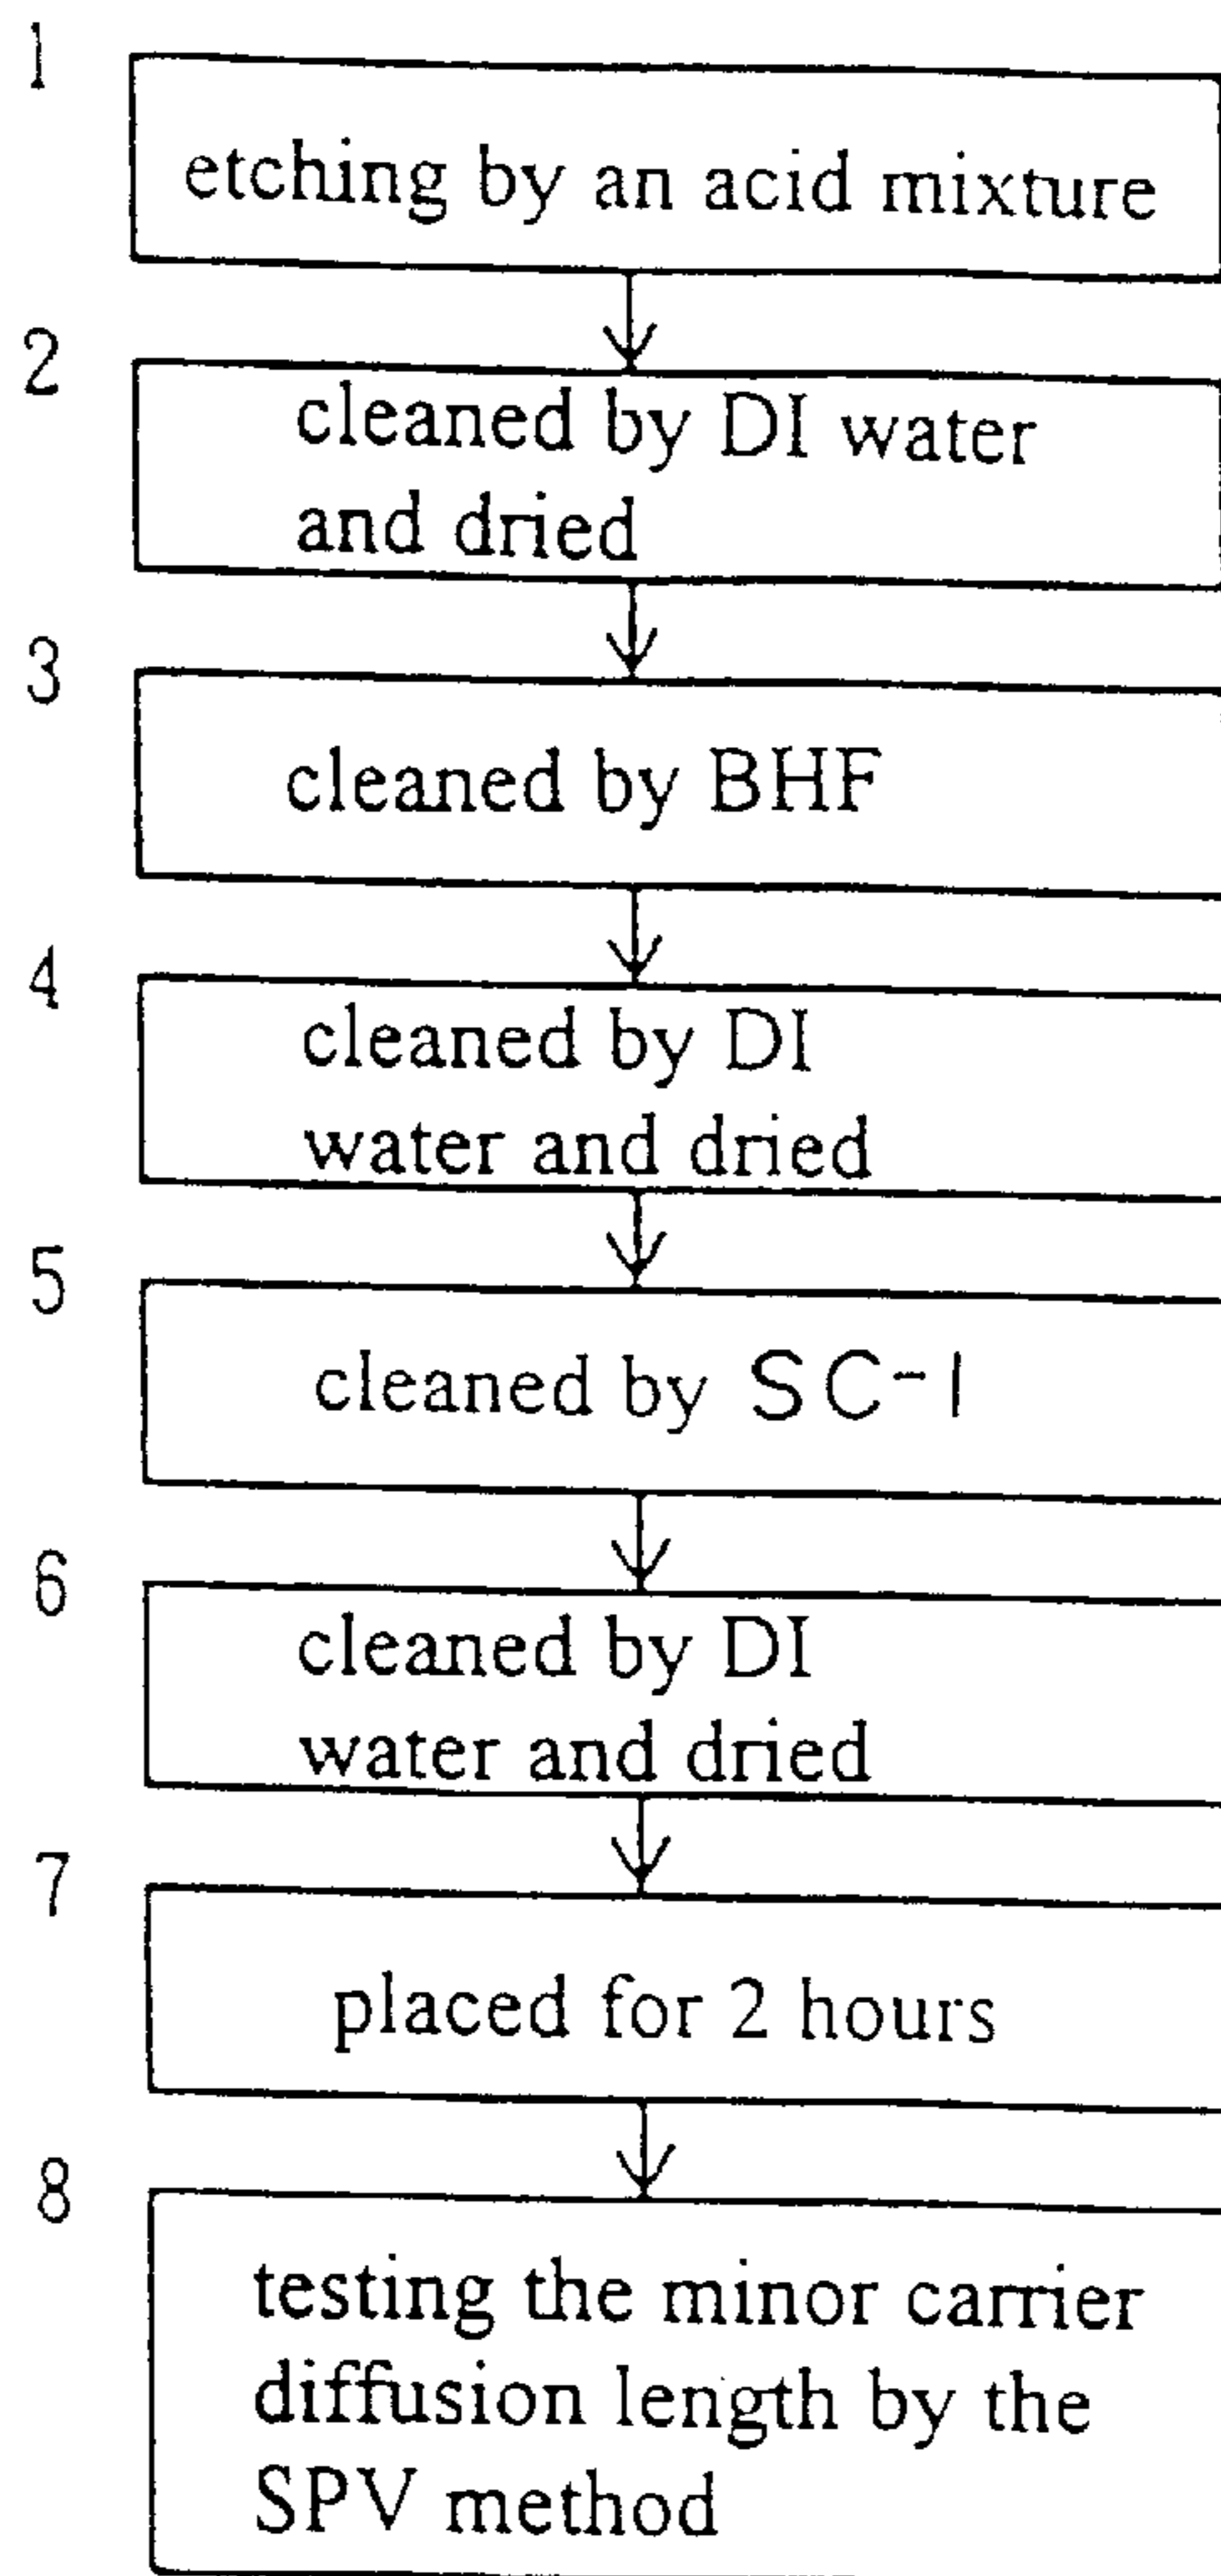 1
etching by an acid mixture
2
cleaned by DI water
and dried
3
cleaned by BHF
4
cleaned by DI
water and dried
5
cleaned by SC-1
6
cleaned by DI
water and dried
7
placed for 2 hours
8
testing the minor carrier
diffusion length by the
SPV method